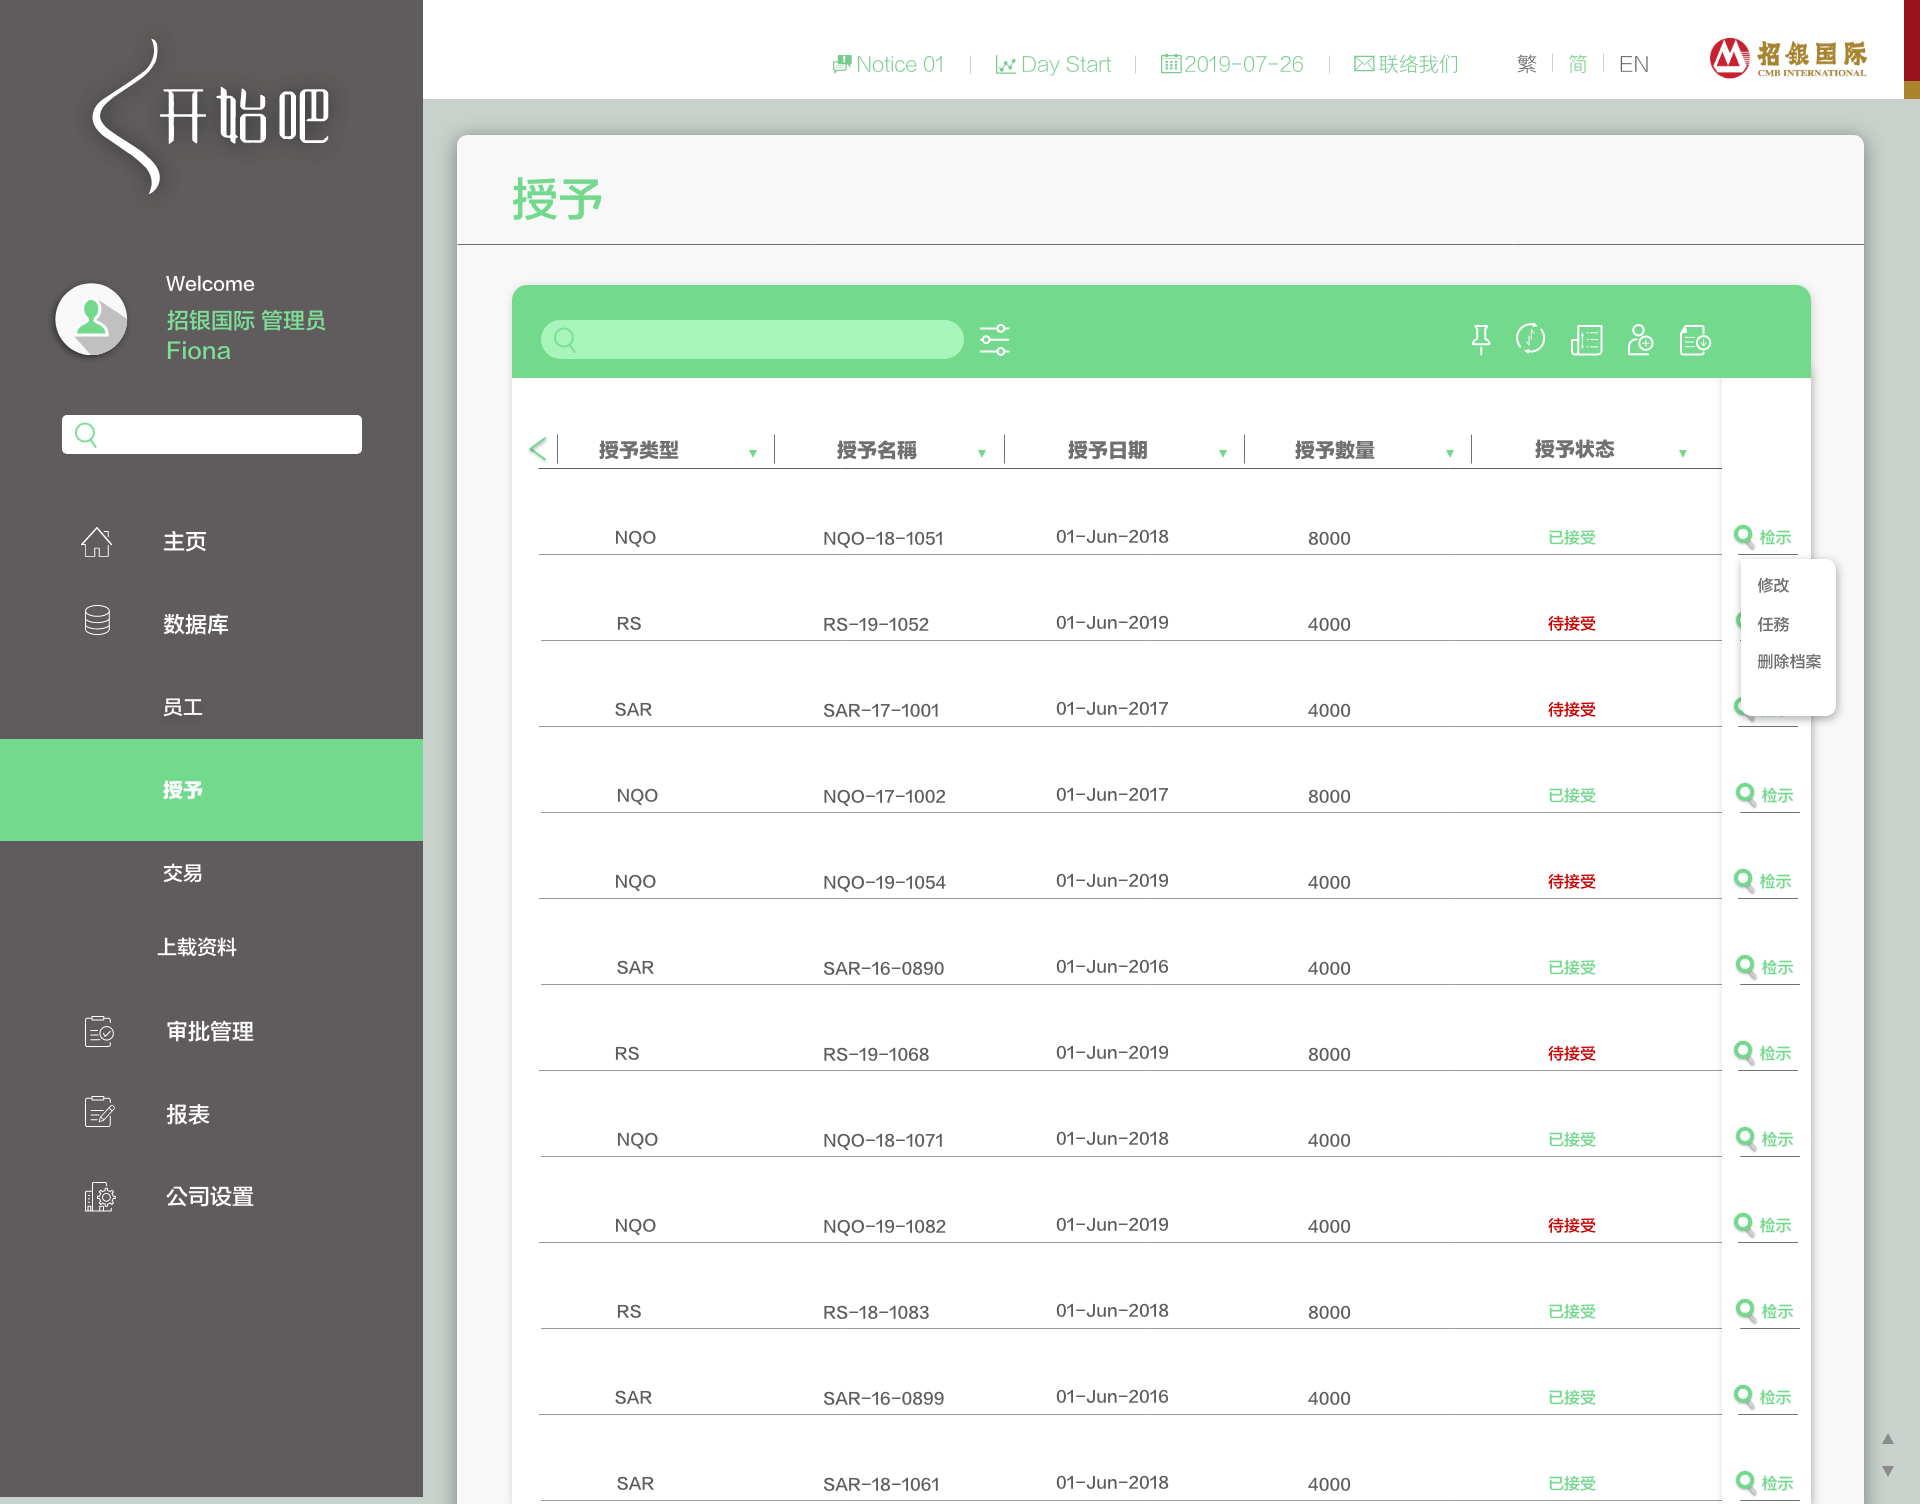 开始吧
Notice 01
Day Start
2019-07-26
联络我们
繁
简
EN
招银国际
CMB INTERNATIONAL
Welcome
招银国际 管理员
Fiona
主页
数据库
员工
授予
交易
上载资料
审批管理
报表
公司设置
授予
授予类型 ▼ 授予名稱 ▼ 授予日期 ▼ 授予數量 ▼ 授予状态 ▼
NQO NQO-18-1051 01-Jun-2018 8000 已接受 检示
修改
任務
删除档案
RS RS-19-1052 01-Jun-2019 4000 待接受
SAR SAR-17-1001 01-Jun-2017 4000 待接受
NQO NQO-17-1002 01-Jun-2017 8000 已接受 检示
NQO NQO-19-1054 01-Jun-2019 4000 待接受 检示
SAR SAR-16-0890 01-Jun-2016 4000 已接受 检示
RS RS-19-1068 01-Jun-2019 8000 待接受 检示
NQO NQO-18-1071 01-Jun-2018 4000 已接受 检示
NQO NQO-19-1082 01-Jun-2019 4000 待接受 检示
RS RS-18-1083 01-Jun-2018 8000 已接受 检示
SAR SAR-16-0899 01-Jun-2016 4000 已接受 检示
SAR SAR-18-1061 01-Jun-2018 4000 已接受 检示